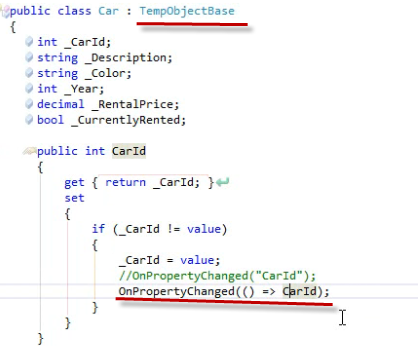 public class Car : TempObjectBase
{
int _CarId;
string _Description;
string _Color;
int _Year;
decimal _RentalPrice;
bool _CurrentlyRented;
public int CarId
{
get { return _CarId; }
set
{
if (_CarId != value)
{
_CarId = value;
//OnPropertyChanged("CarId");
OnPropertyChanged(() => CarId);
}
}
}